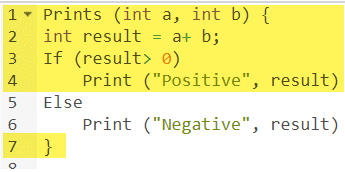 1 Prints (int a, int b) {
2 int result = a+ b;
3 If (result> 0)
4     Print ("Positive", result)
5 Else
6     Print ("Negative", result)
7 }